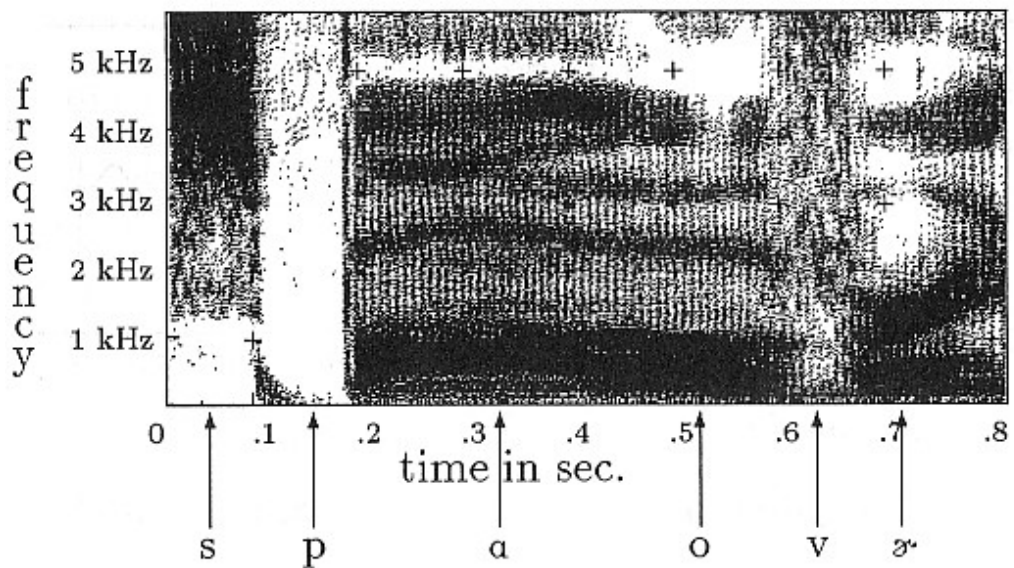 frequency
5 kHz
4 kHz
3 kHz
2 kHz
1 kHz
0 .1 .2 .3 .4 .5 .6 .7 .8
time in sec.
s p ɑ o v ɚ